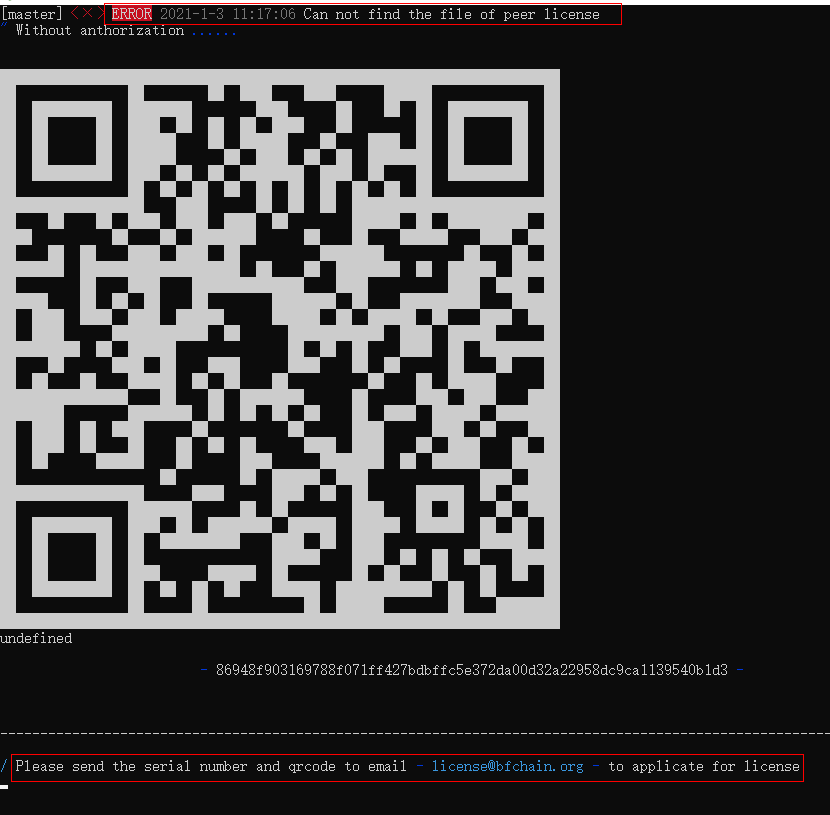 [master] <×> ERROR 2021-1-3 11:17:06 Can not find the file of peer license
" Without anthorization ......
undefined
- 86948f903169788f071ff427bdbffc5e372da00d32a22958dc9ca1139540b1d3 -
/ Please send the serial number and qrcode to email - license@bfchain.org - to applicate for license